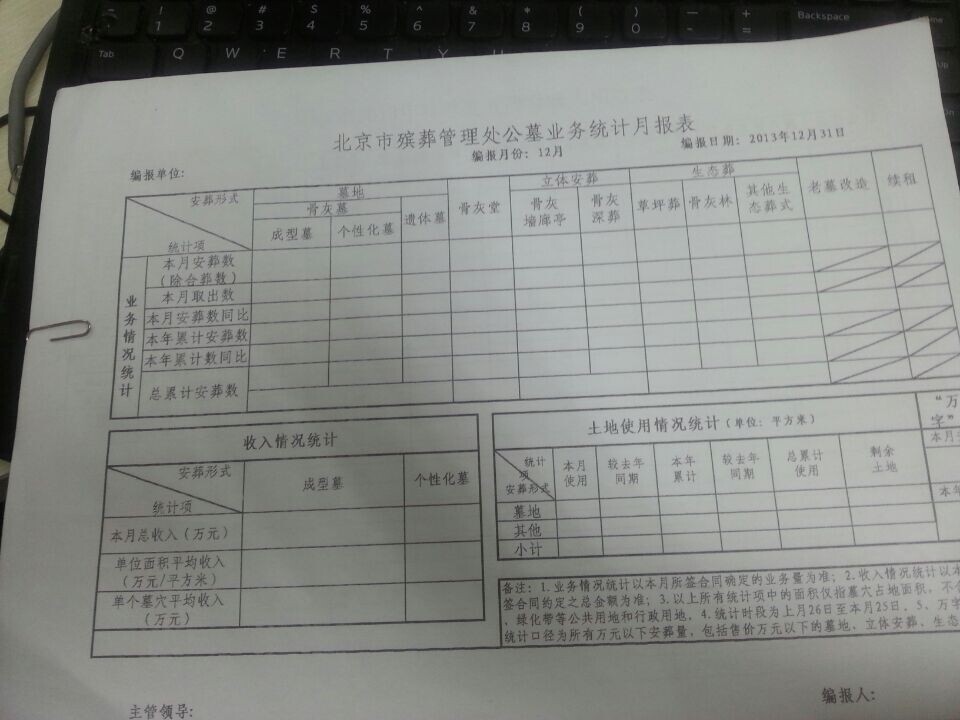 ~ ! @ # $ % ^ & * ( ) — +
1 2 3 4 5 6 7 8 9 0 - =
Backspace
Tab Q W E R T Y U I O P
北京市殡葬管理处公墓业务统计月报表
编报单位: 编报月份: 12月 编报日期: 2013年12月31日
安葬形式 墓地 骨灰堂 立体安葬 生态葬 老墓改造 续租
骨灰墓 遗体墓 骨灰墙廊亭 骨灰深葬 草坪葬 骨灰林 其他生态葬式
统计项 成型墓 个性化墓
业务情况统计
本月安葬数
(除合葬数)
本月取出数
本月安葬数同比
本年累计安葬数
本年累计数同比
总累计安葬数
收入情况统计
安葬形式 成型墓 个性化墓
统计项
本月总收入(万元)
单位面积平均收入
(万元/平方米)
单个墓穴平均收入
(万元)
土地使用情况统计(单位: 平方米)
统计项 本月使用 较去年同期 本年累计 较去年同期 总累计使用 剩余土地
安葬形式
墓地
其他
小计
“万
字”
本月
本年
备注: 1.业务情况统计以本月所签合同确定的业务量为准; 2.收入情况统计以本
签合同约定之总金额为准; 3.以上所有统计项中的面积仅指墓穴占地面积, 不
、绿化带等公共用地和行政用地, 4.统计时段为上月26日至本月25日。5、万字
统计口径为所有万元以下安葬量, 包括售价万元以下的墓地、立体安葬、生态
主管领导: 编报人: